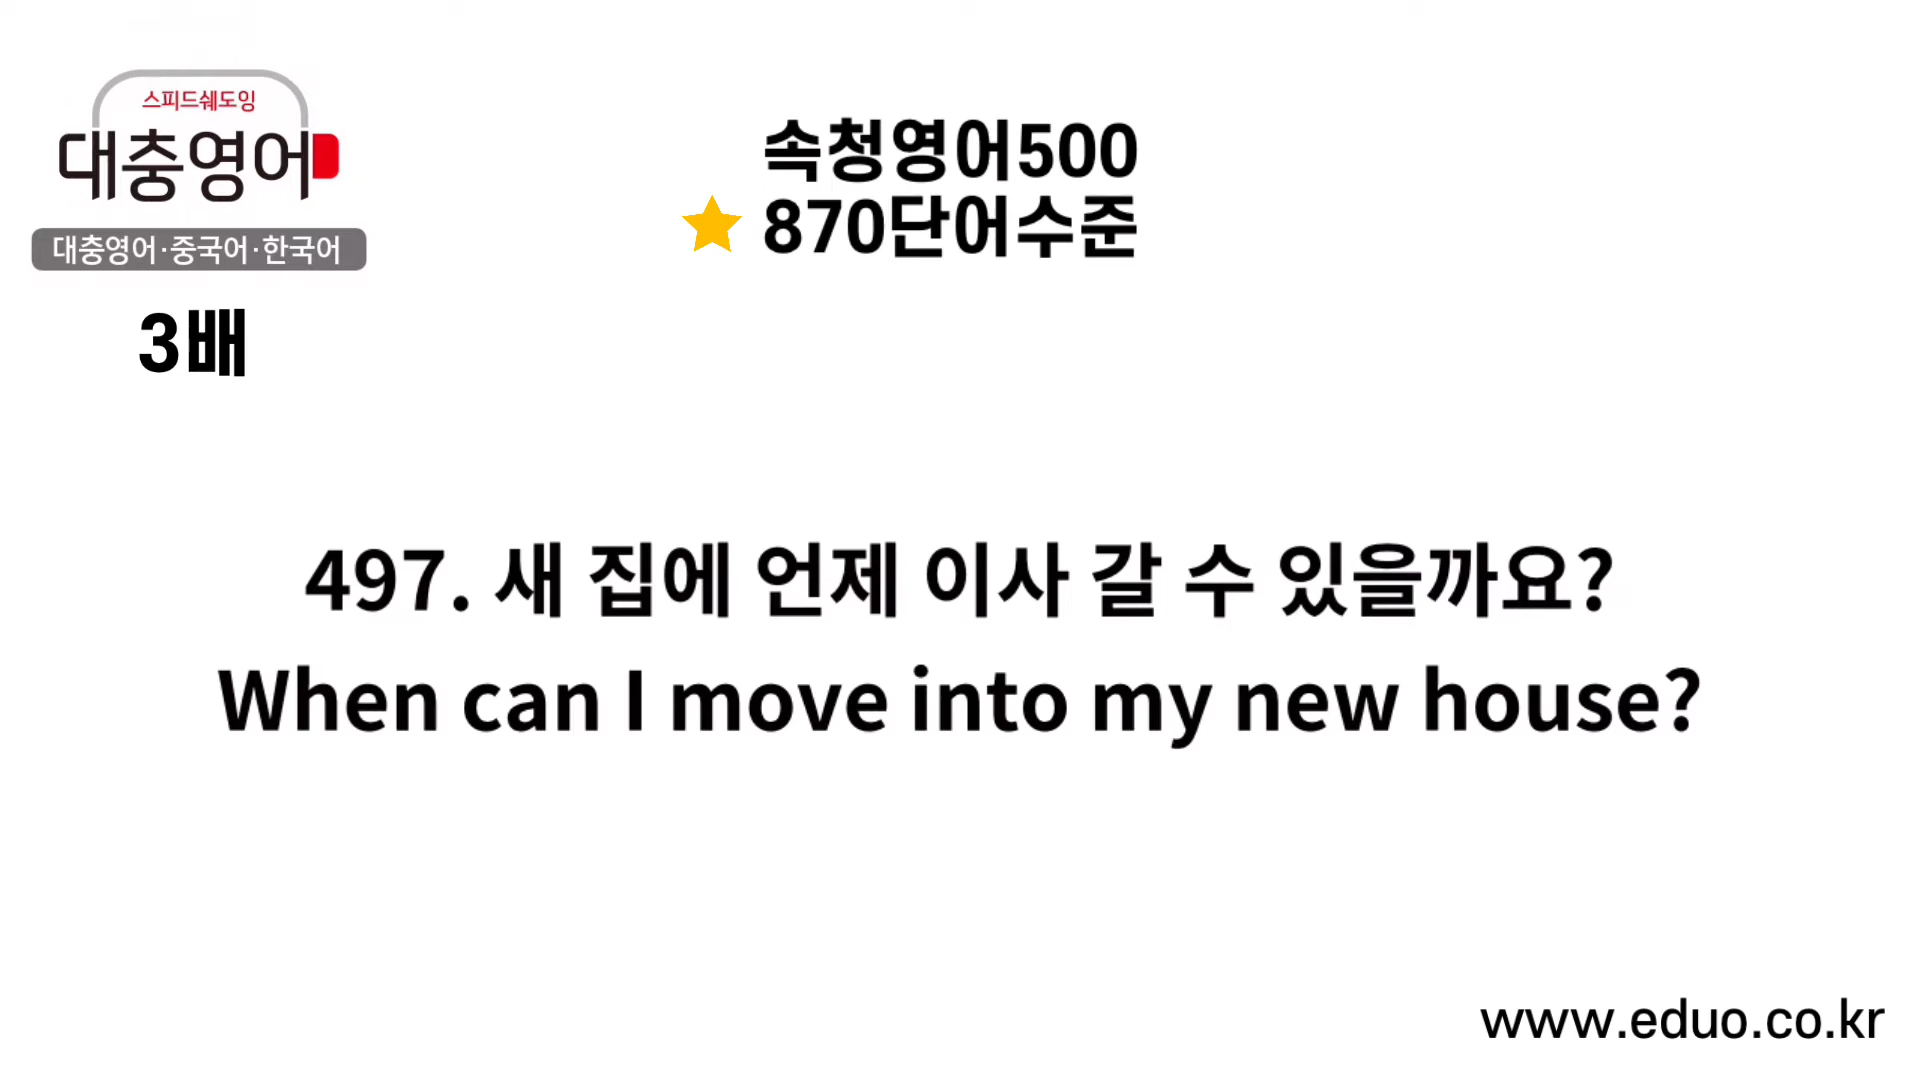 스피드쉐도잉
대충영어
대충영어·중국어·한국어
3배
속청영어500
870단어수준
497. 새 집에 언제 이사 갈 수 있을까요?
When can I move into my new house?
www.eduo.co.kr